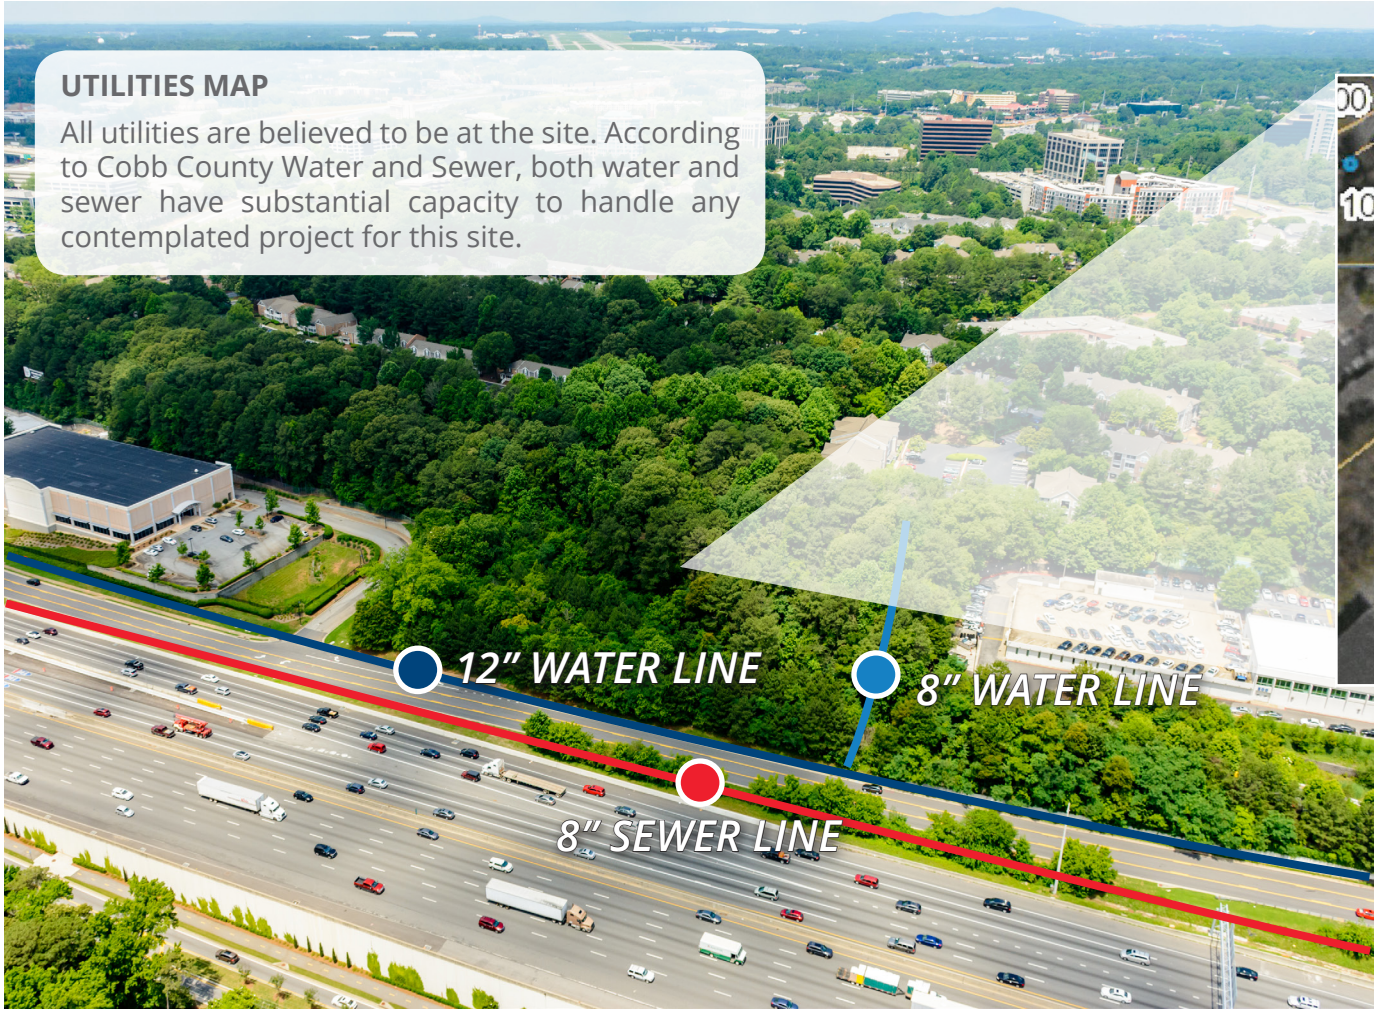 UTILITIES MAP
All utilities are believed to be at the site. According
to Cobb County Water and Sewer, both water and
sewer have substantial capacity to handle any
contemplated project for this site.
12” WATER LINE
8” WATER LINE
8” SEWER LINE